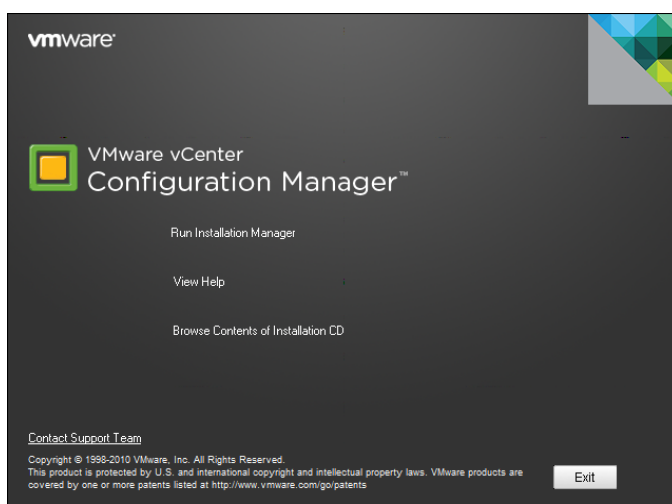 vmware
VMware vCenter
Configuration Manager™
Run Installation Manager
View Help
Browse Contents of Installation CD
Contact Support Team
Copyright © 1998-2010 VMware, Inc. All Rights Reserved.
This product is protected by U.S. and international copyright and intellectual property laws. VMware products are
covered by one or more patents listed at http://www.vmware.com/go/patents
Exit